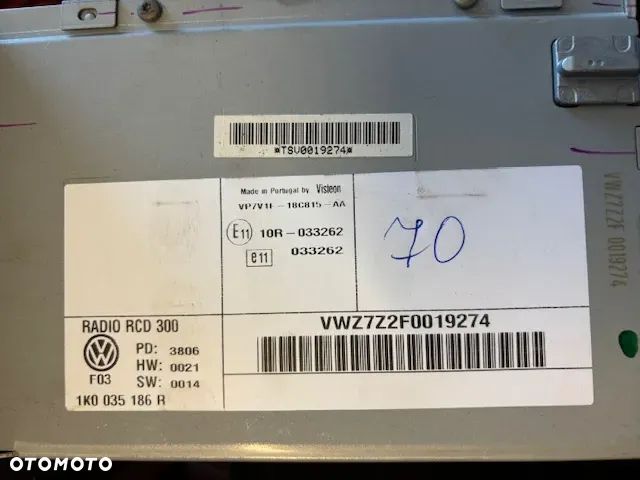 *TSV0019274*
Made in Portugal by Visteon
VP7V1F-18C815-AA
E11 10R-033262
e11 033262
70
RADIO RCD 300
PD: 3806
HW: 0021
F03
SW: 0014
1K0 035 186 R
VWZ7Z2F0019274
VWZ7Z2F 0019274
OTOMOTO